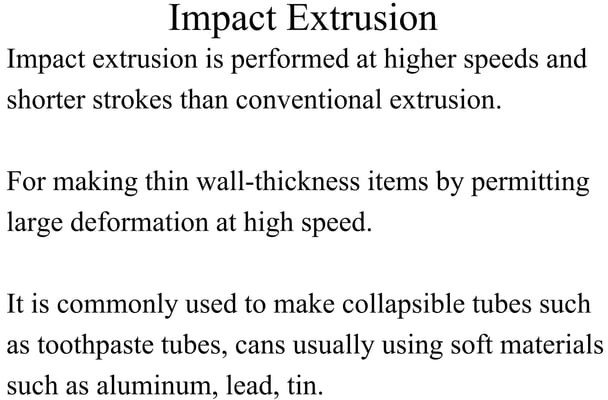 Impact Extrusion
Impact extrusion is performed at higher speeds and
shorter strokes than conventional extrusion.
For making thin wall-thickness items by permitting
large deformation at high speed.
It is commonly used to make collapsible tubes such
as toothpaste tubes, cans usually using soft materials
such as aluminum, lead, tin.